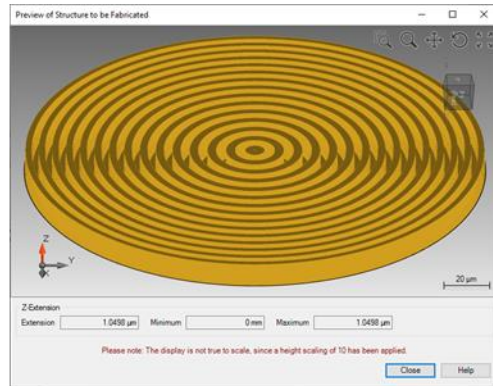 Preview of Structure to be Fabricated
Z
Y
X
20 µm
Z-Extension
Extension 1.0498 µm Minimum 0 mm Maximum 1.0498 µm
Please note: The display is not true to scale, since a height scaling of 10 has been applied.
Close Help